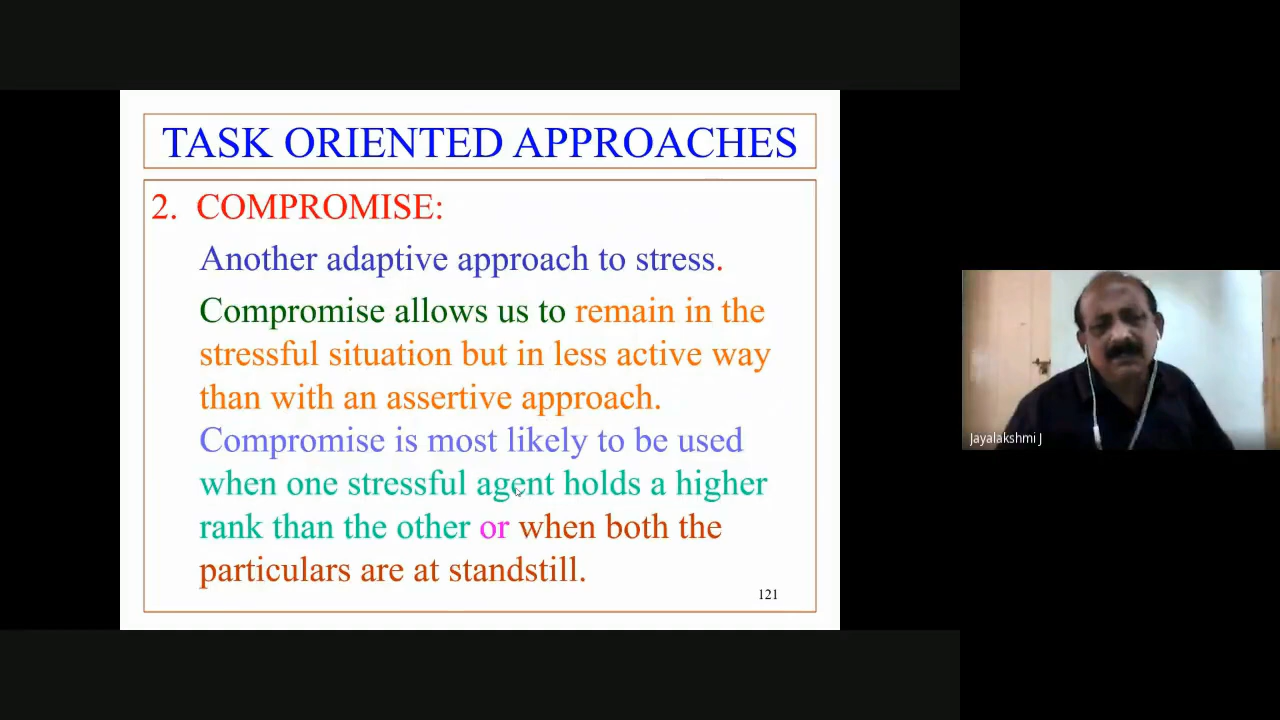 TASK ORIENTED APPROACHES
2. COMPROMISE:
Another adaptive approach to stress.
Compromise allows us to remain in the
stressful situation but in less active way
than with an assertive approach.
Compromise is most likely to be used
when one stressful agent holds a higher
rank than the other or when both the
particulars are at standstill.
121
Jayalakshmi J